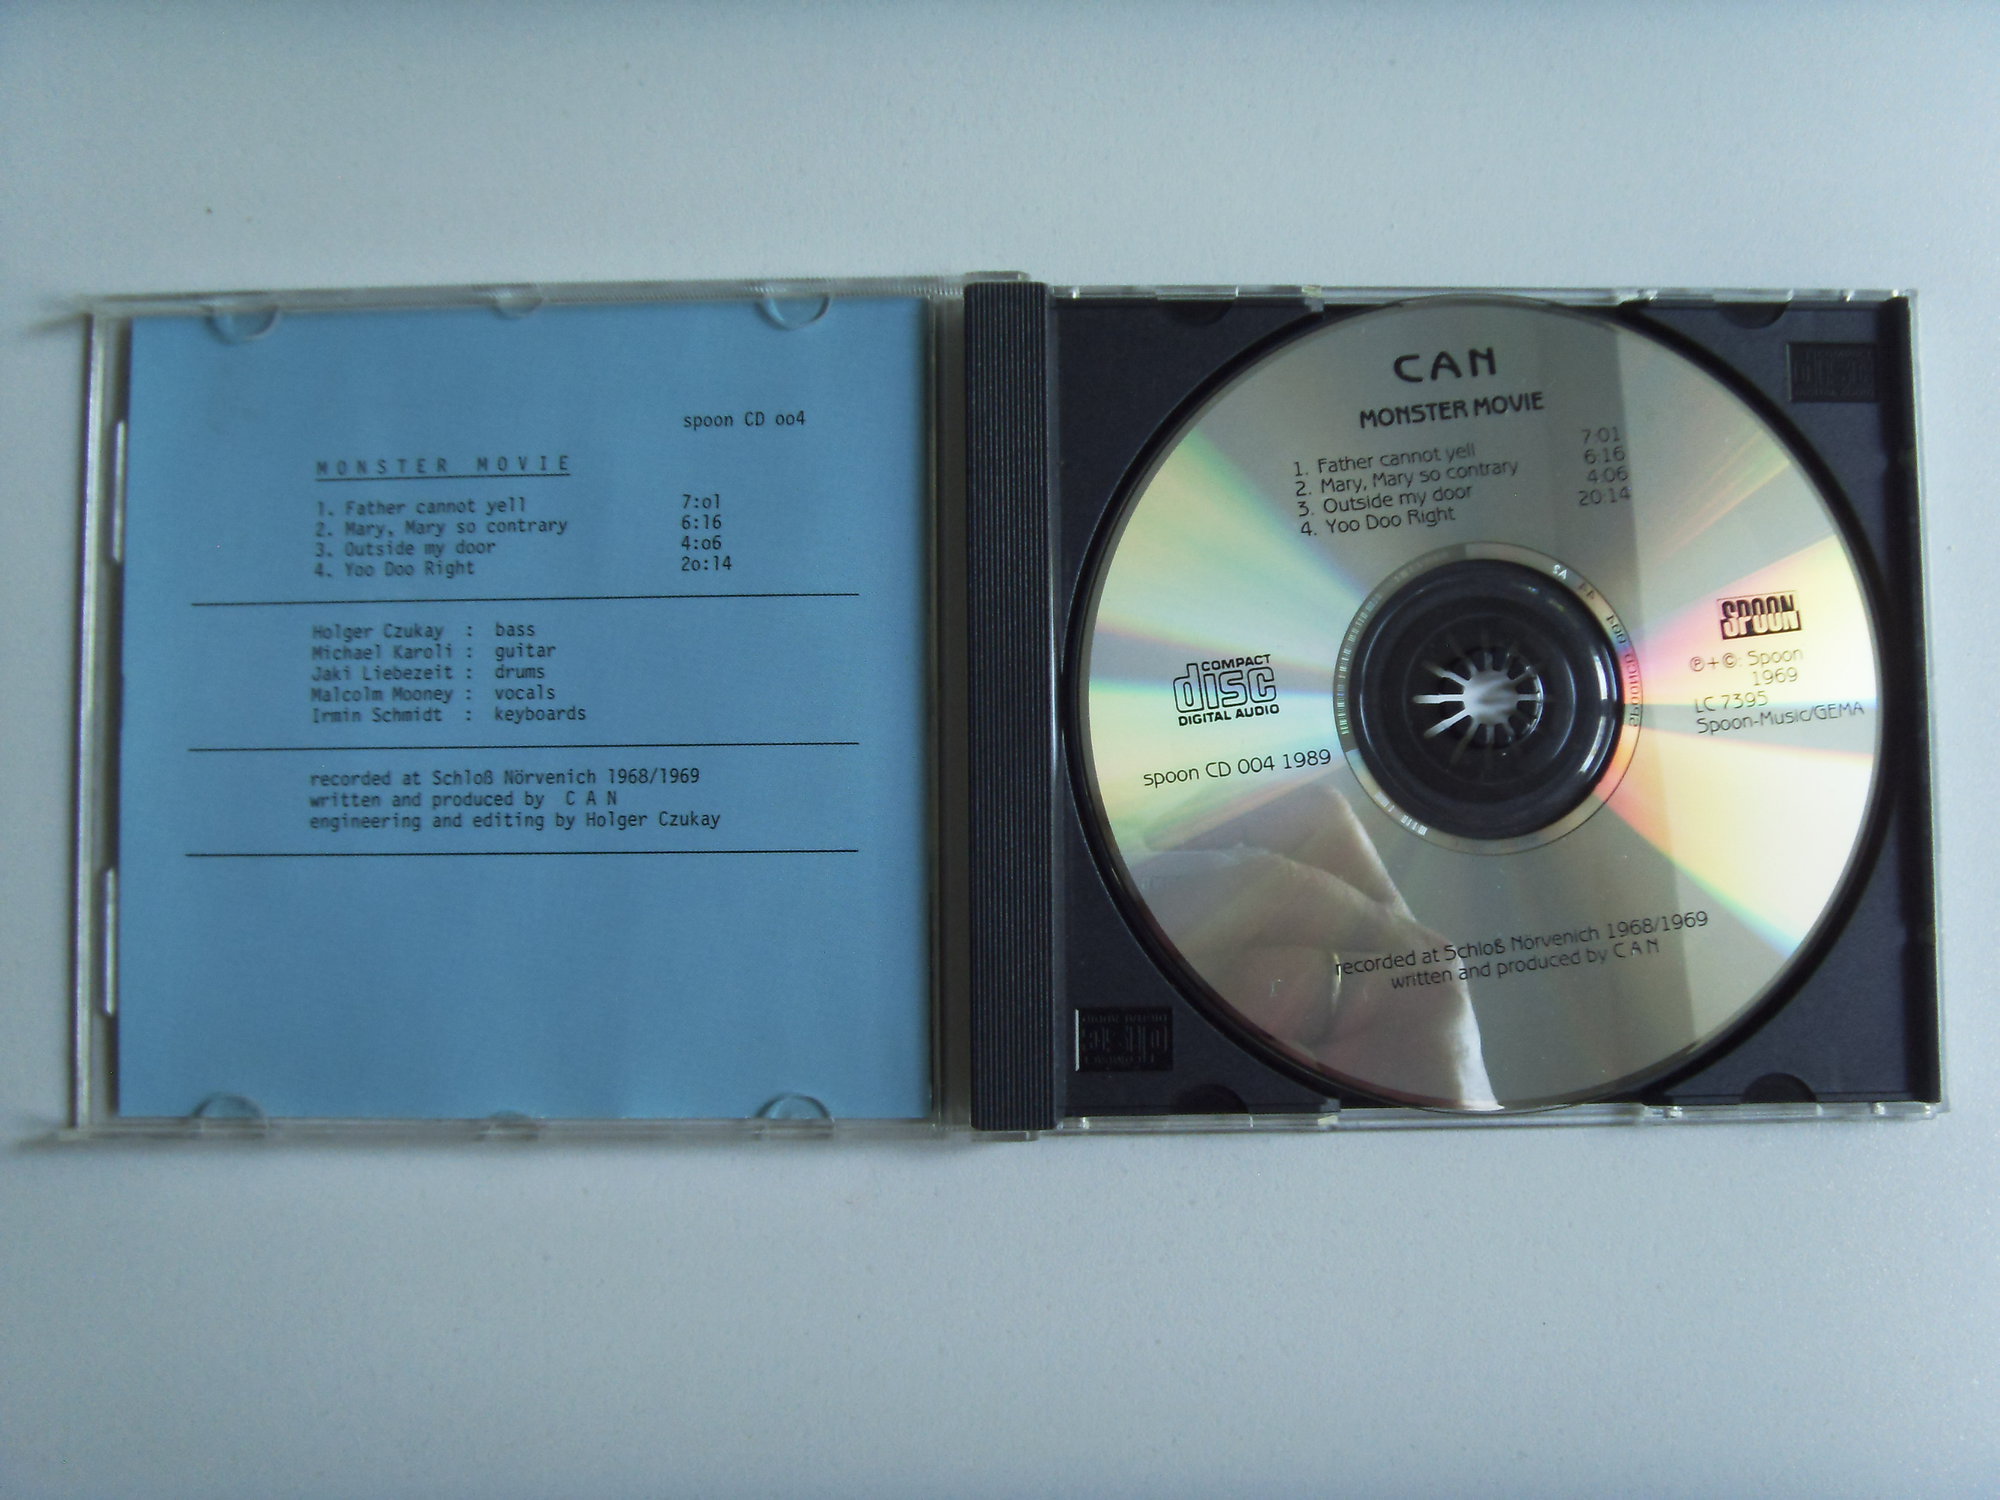 spoon CD oo4
MONSTER MOVIE
1. Father cannot yell 7:o1
2. Mary, Mary so contrary 6:16
3. Outside my door 4:o6
4. Yoo Doo Right 2o:14
Holger Czukay : bass
Michael Karoli : guitar
Jaki Liebezeit : drums
Malcolm Mooney : vocals
Irmin Schmidt : keyboards
recorded at Schloß Nörvenich 1968/1969
written and produced by C A N
engineering and editing by Holger Czukay
CAN
MONSTER MOVIE
1. Father cannot yell 7:01
2. Mary, Mary so contrary 6:16
3. Outside my door 4:06
4. Yoo Doo Right 20:14
COMPACT
disc
DIGITAL AUDIO
spoon CD 004 1989
SPOON
℗+©: Spoon
1969
LC 7395
Spoon-Music/GEMA
recorded at Schloß Nörvenich 1968/1969
written and produced by C A N